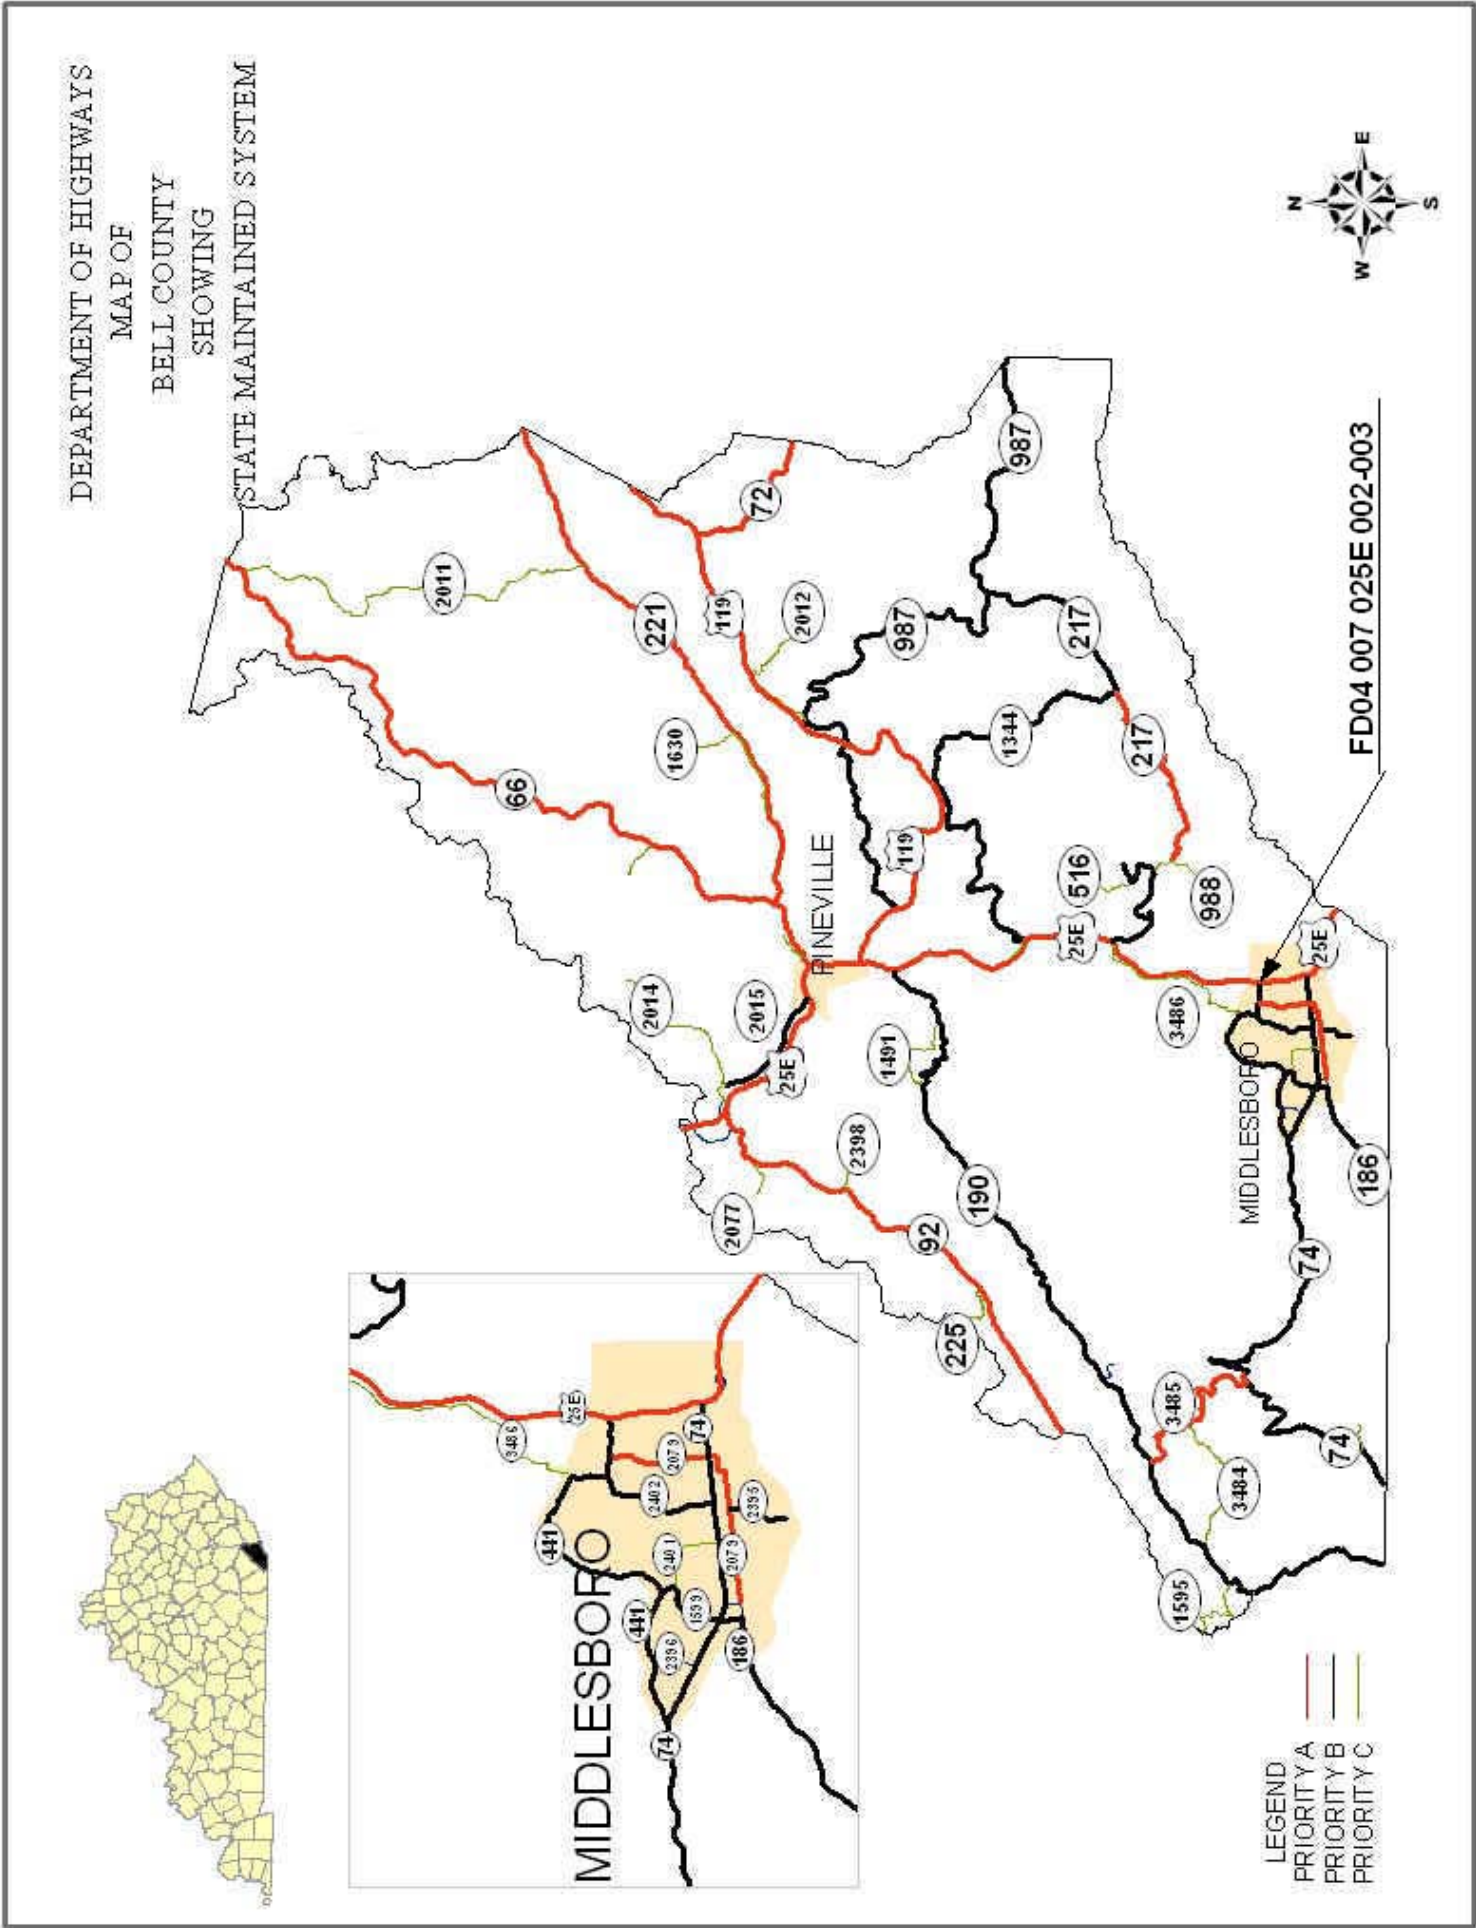 DEPARTMENT OF HIGHWAYS
MAP OF
BELL COUNTY
SHOWING
STATE MAINTAINED SYSTEM
N
W
E
S
MIDDLESBORO
3486
25E
441
2402
2079
74
2401
2395
2079
441
1599
2396
186
74
66
2011
221
1630
119
72
2012
987
987
217
1344
217
119
PINEVILLE
516
988
25E
25E
2014
2015
25E
3486
1491
2398
2077
190
92
225
MIDDLESBORO
186
74
3485
74
3484
1595
FD04 007 025E 002-003
LEGEND
PRIORITY A
PRIORITY B
PRIORITY C